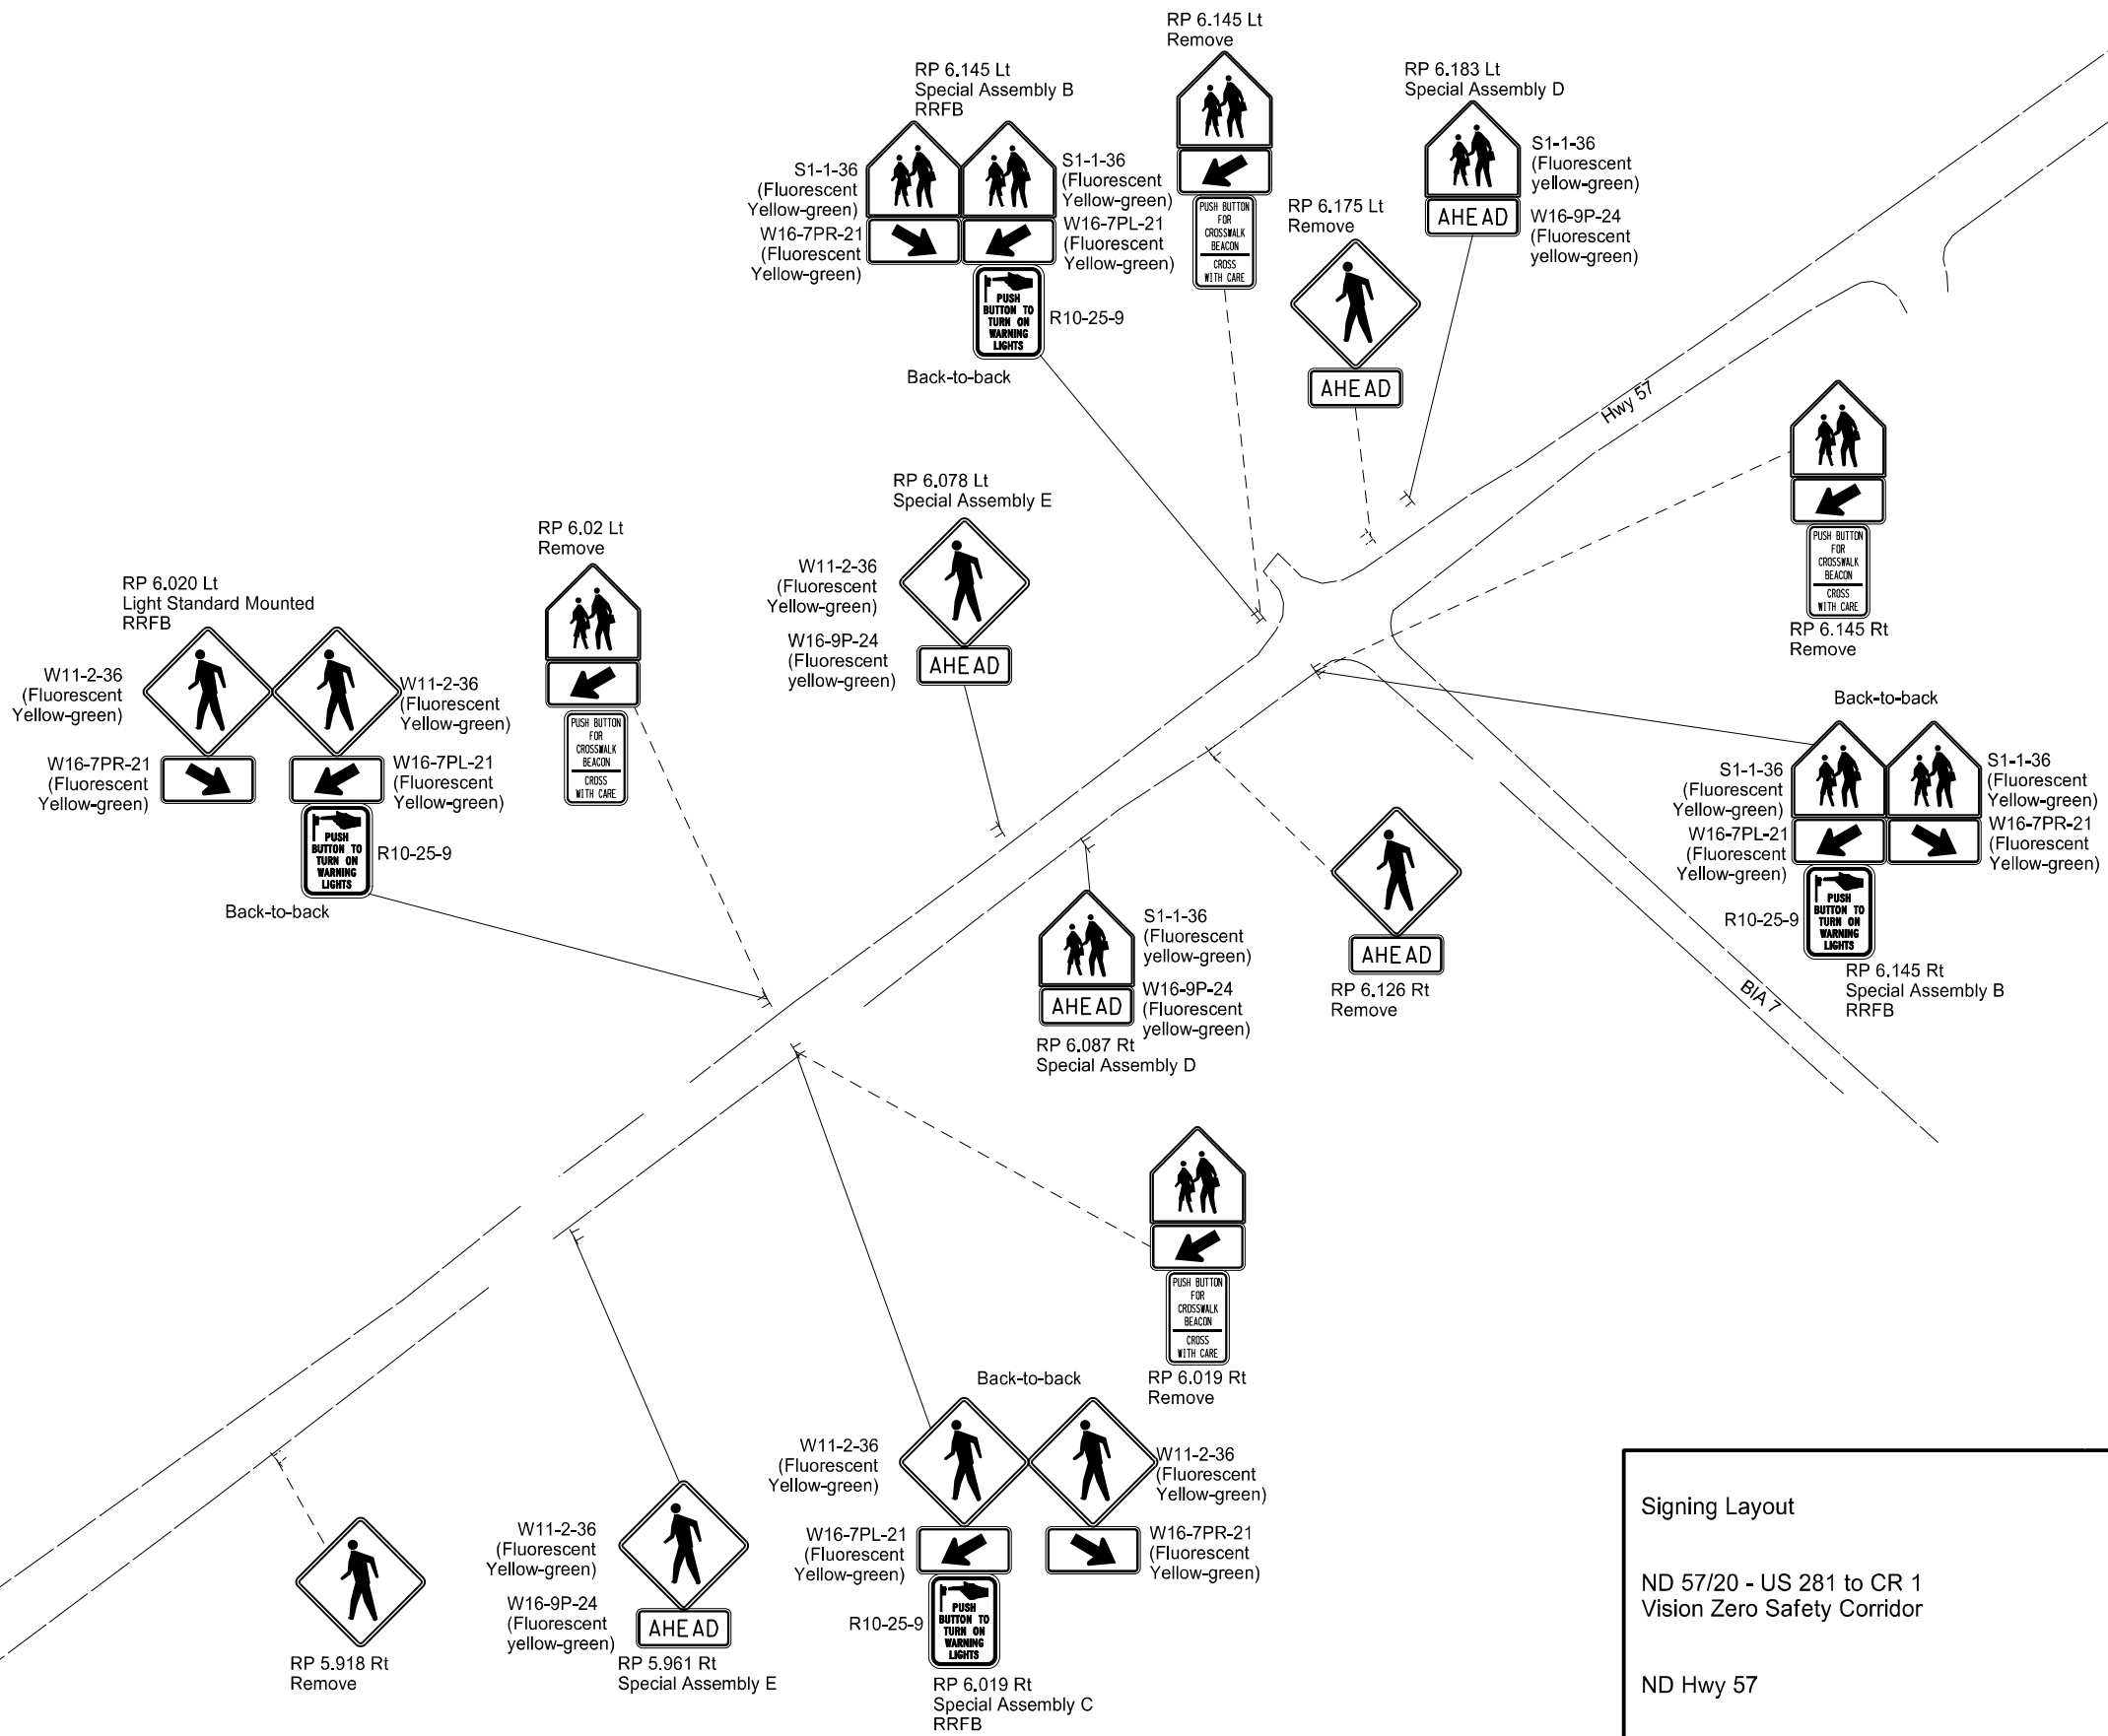 RP 6.145 Lt
Remove
PUSH BUTTON
FOR
CROSSWALK
BEACON
CROSS
WITH CARE
RP 6.145 Lt
Special Assembly B
RRFB
S1-1-36
(Fluorescent
Yellow-green)
W16-7PR-21
(Fluorescent
Yellow-green)
S1-1-36
(Fluorescent
Yellow-green)
W16-7PL-21
(Fluorescent
Yellow-green)
PUSH
BUTTON TO
TURN ON
WARNING
LIGHTS
R10-25-9
Back-to-back
RP 6.183 Lt
Special Assembly D
S1-1-36
(Fluorescent
yellow-green)
AHEAD
W16-9P-24
(Fluorescent
yellow-green)
RP 6.175 Lt
Remove
AHEAD
Hwy 57
PUSH BUTTON
FOR
CROSSWALK
BEACON
CROSS
WITH CARE
RP 6.145 Rt
Remove
RP 6.078 Lt
Special Assembly E
W11-2-36
(Fluorescent
Yellow-green)
W16-9P-24
(Fluorescent
yellow-green)
AHEAD
RP 6.02 Lt
Remove
PUSH BUTTON
FOR
CROSSWALK
BEACON
CROSS
WITH CARE
RP 6.020 Lt
Light Standard Mounted
RRFB
W11-2-36
(Fluorescent
Yellow-green)
W16-7PR-21
(Fluorescent
Yellow-green)
W11-2-36
(Fluorescent
Yellow-green)
W16-7PL-21
(Fluorescent
Yellow-green)
PUSH
BUTTON TO
TURN ON
WARNING
LIGHTS
R10-25-9
Back-to-back
Back-to-back
S1-1-36
(Fluorescent
Yellow-green)
W16-7PL-21
(Fluorescent
Yellow-green)
S1-1-36
(Fluorescent
Yellow-green)
W16-7PR-21
(Fluorescent
Yellow-green)
R10-25-9
PUSH
BUTTON TO
TURN ON
WARNING
LIGHTS
RP 6.145 Rt
Special Assembly B
RRFB
BIA 7
S1-1-36
(Fluorescent
yellow-green)
AHEAD
W16-9P-24
(Fluorescent
yellow-green)
RP 6.087 Rt
Special Assembly D
AHEAD
RP 6.126 Rt
Remove
PUSH BUTTON
FOR
CROSSWALK
BEACON
CROSS
WITH CARE
RP 6.019 Rt
Remove
Back-to-back
W11-2-36
(Fluorescent
Yellow-green)
W16-7PL-21
(Fluorescent
Yellow-green)
W11-2-36
(Fluorescent
Yellow-green)
W16-7PR-21
(Fluorescent
Yellow-green)
R10-25-9
PUSH
BUTTON TO
TURN ON
WARNING
LIGHTS
RP 6.019 Rt
Special Assembly C
RRFB
W11-2-36
(Fluorescent
Yellow-green)
W16-9P-24
(Fluorescent
yellow-green)
AHEAD
RP 5.961 Rt
Special Assembly E
RP 5.918 Rt
Remove
Signing Layout
ND 57/20 - US 281 to CR 1
Vision Zero Safety Corridor
ND Hwy 57